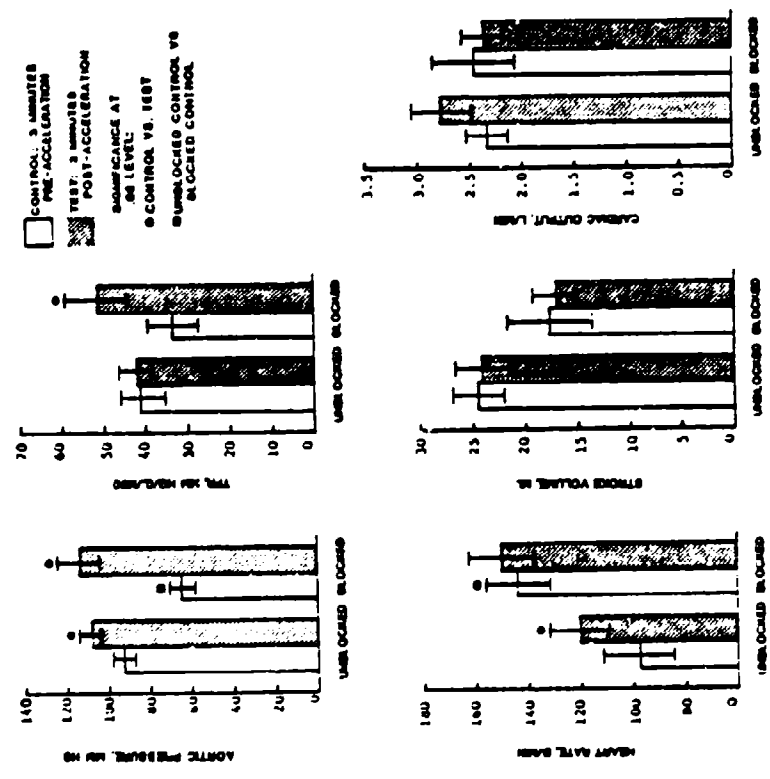 CONTROL: 3 MINUTES
PRE-ACCELERATION
TEST: 3 MINUTES
POST-ACCELERATION
SIGNIFICANCE AT
LEVEL:
● CONTROL VS. TEST
■ UNBLOCKED CONTROL VS
BLOCKED CONTROL
AORTIC PRESSURE, MM HG
140
120
100
80
60
40
20
0
UNBLOCKED BLOCKED
TPR, MM HG/L/MIN
70
60
50
40
30
20
10
0
UNBLOCKED BLOCKED
HEART RATE, B/MIN
180
160
140
120
100
80
0
UNBLOCKED BLOCKED
STROKE VOLUME, ML
30
25
20
15
10
5
0
UNBLOCKED BLOCKED
CARDIAC OUTPUT, L/MIN
3.5
3.0
2.5
2.0
1.5
1.0
0.5
0
UNBLOCKED BLOCKED